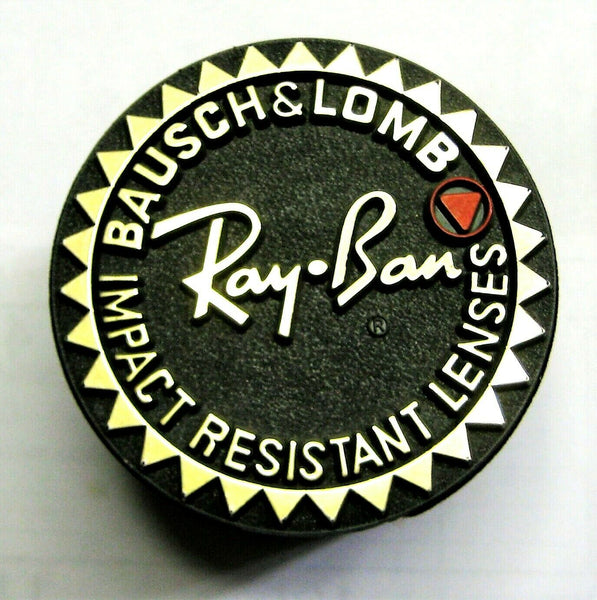 BAUSCH & LOMB
Ray·Ban
®
IMPACT RESISTANT LENSES